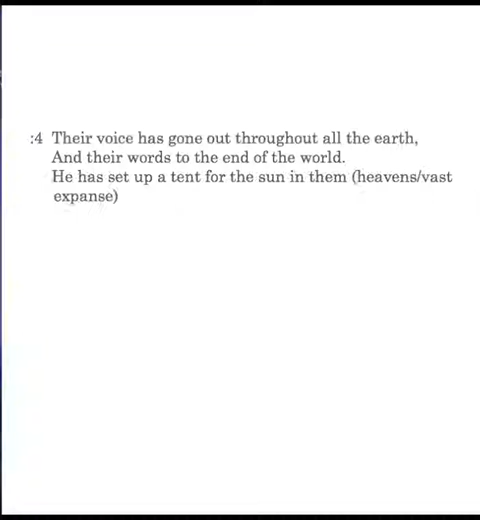 :4 Their voice has gone out throughout all the earth,
And their words to the end of the world.
He has set up a tent for the sun in them (heavens/vast
expanse)